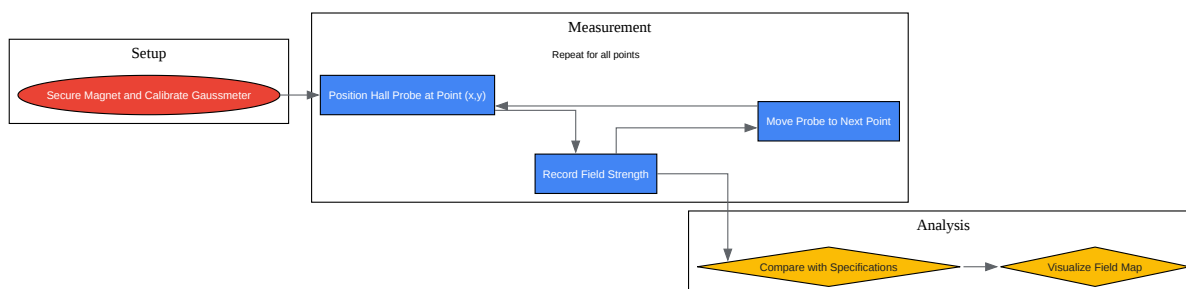 Setup
Secure Magnet and Calibrate Gaussmeter
Measurement
Repeat for all points
Position Hall Probe at Point (x,y)
Move Probe to Next Point
Record Field Strength
Analysis
Compare with Specifications
Visualize Field Map